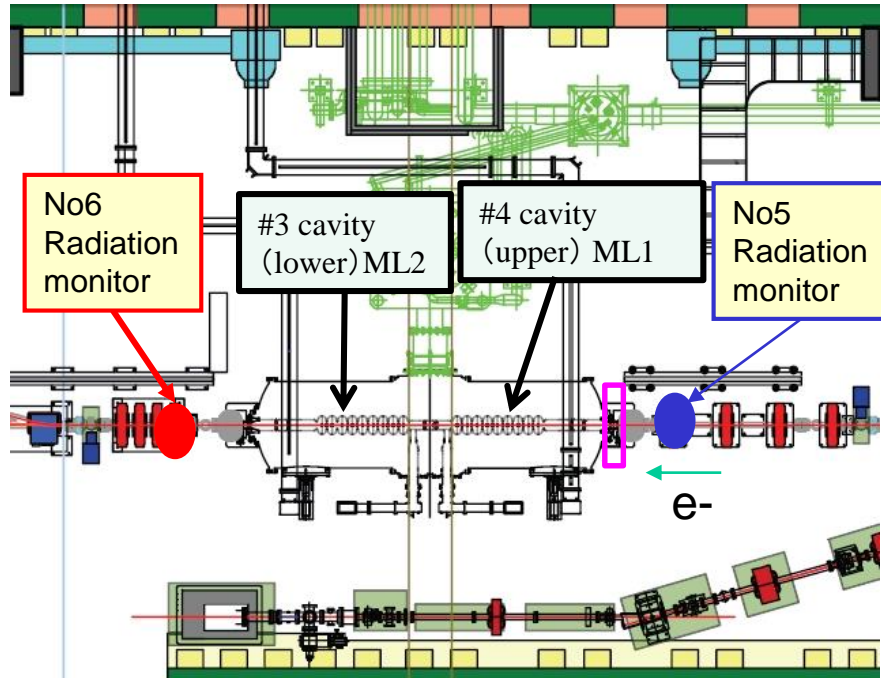 No6
Radiation
monitor
#3 cavity
（lower）ML2
#4 cavity
（upper） ML1
No5
Radiation
monitor
e-